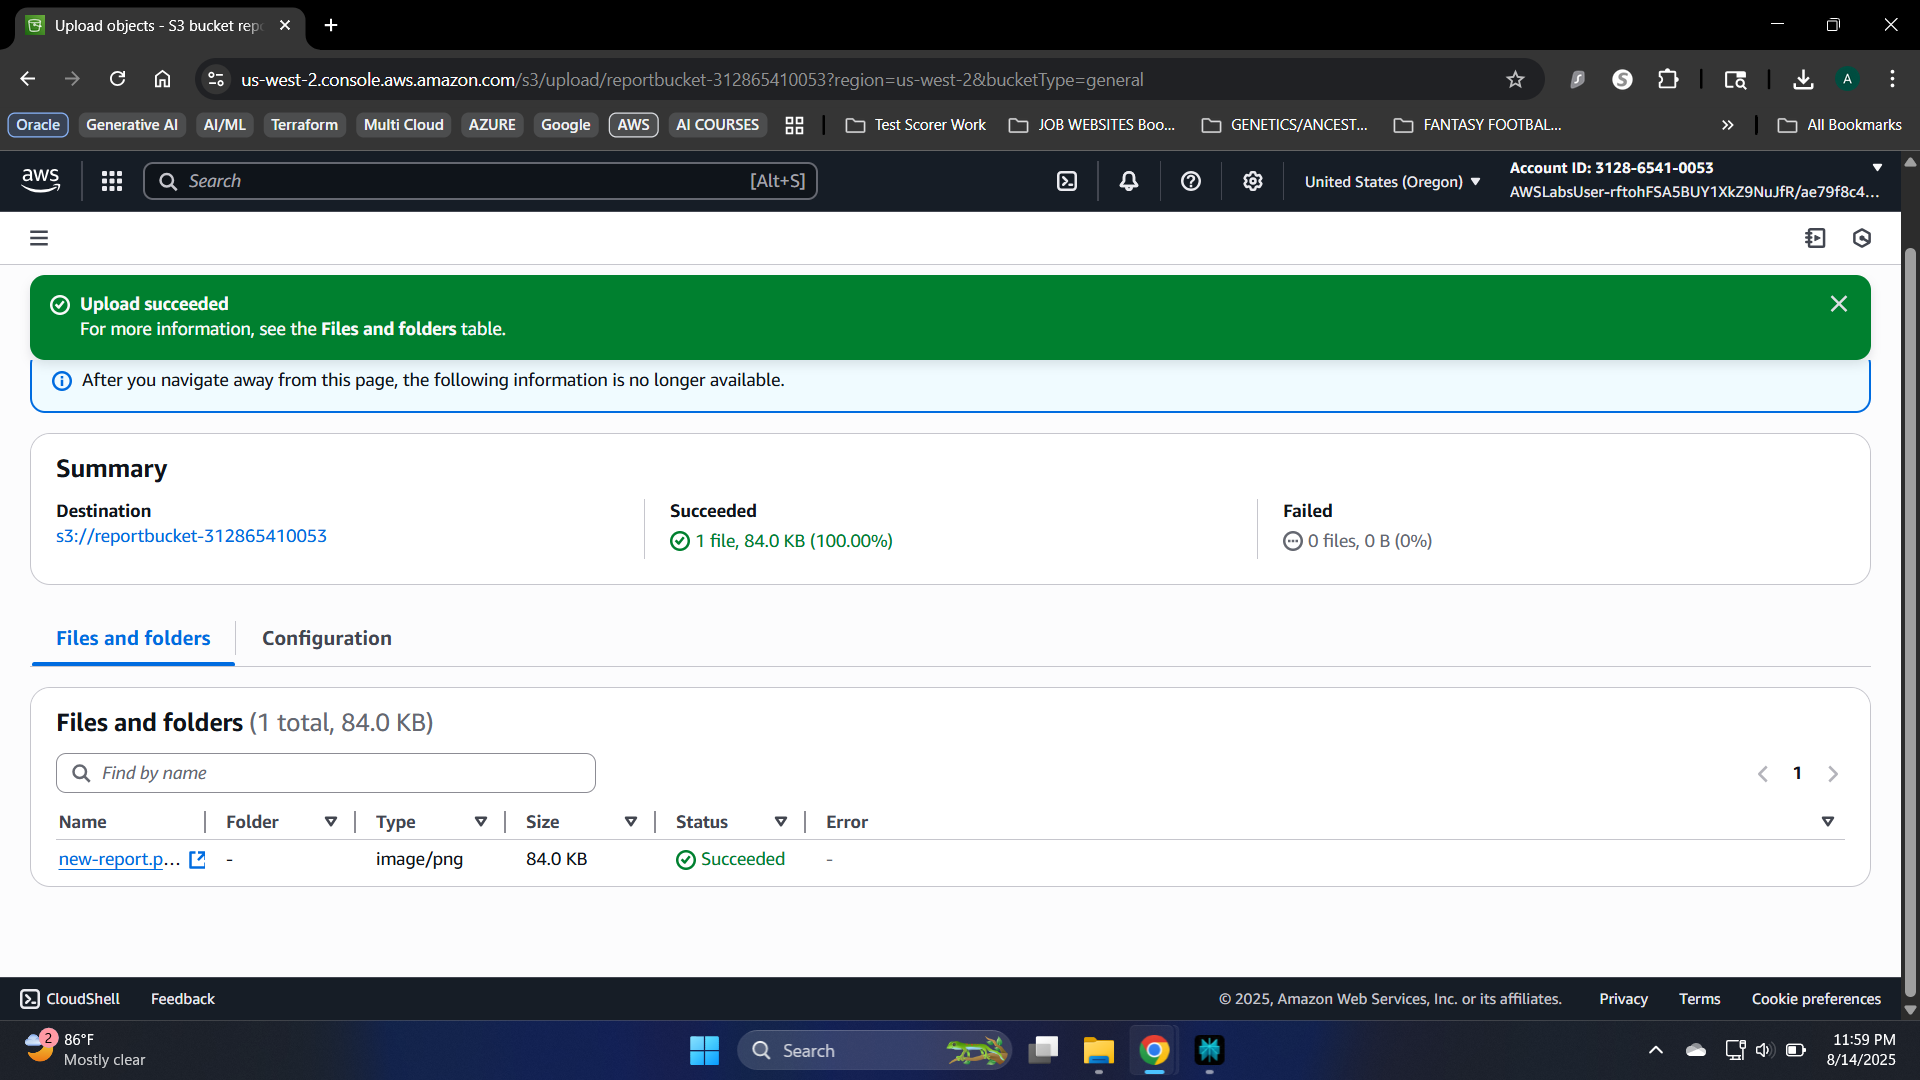 Upload objects - S3 bucket rep
us-west-2.console.aws.amazon.com/s3/upload/reportbucket-312865410053?region=us-west-2&bucketType=general
A
Oracle
Generative AI
AI/ML
Terraform
Multi Cloud
AZURE
Google
AWS
AI COURSES
Test Scorer Work
JOB WEBSITES Boo...
GENETICS/ANCEST...
FANTASY FOOTBAL...
All Bookmarks
aws
Search
[Alt+S]
United States (Oregon)
Account ID: 3128-6541-0053
AWSLabsUser-rftohFSA5BUY1XkZ9NuJfR/ae79f8c4...
Upload succeeded
For more information, see the Files and folders table.
After you navigate away from this page, the following information is no longer available.
Summary
Destination
s3://reportbucket-312865410053
Succeeded
1 file, 84.0 KB (100.00%)
Failed
0 files, 0 B (0%)
Files and folders
Configuration
Files and folders (1 total, 84.0 KB)
Find by name
1
Name
Folder
Type
Size
Status
Error
new-report.p...
-
image/png
84.0 KB
Succeeded
-
CloudShell
Feedback
© 2025, Amazon Web Services, Inc. or its affiliates.
Privacy
Terms
Cookie preferences
2
86°F
Mostly clear
Search
11:59 PM
8/14/2025